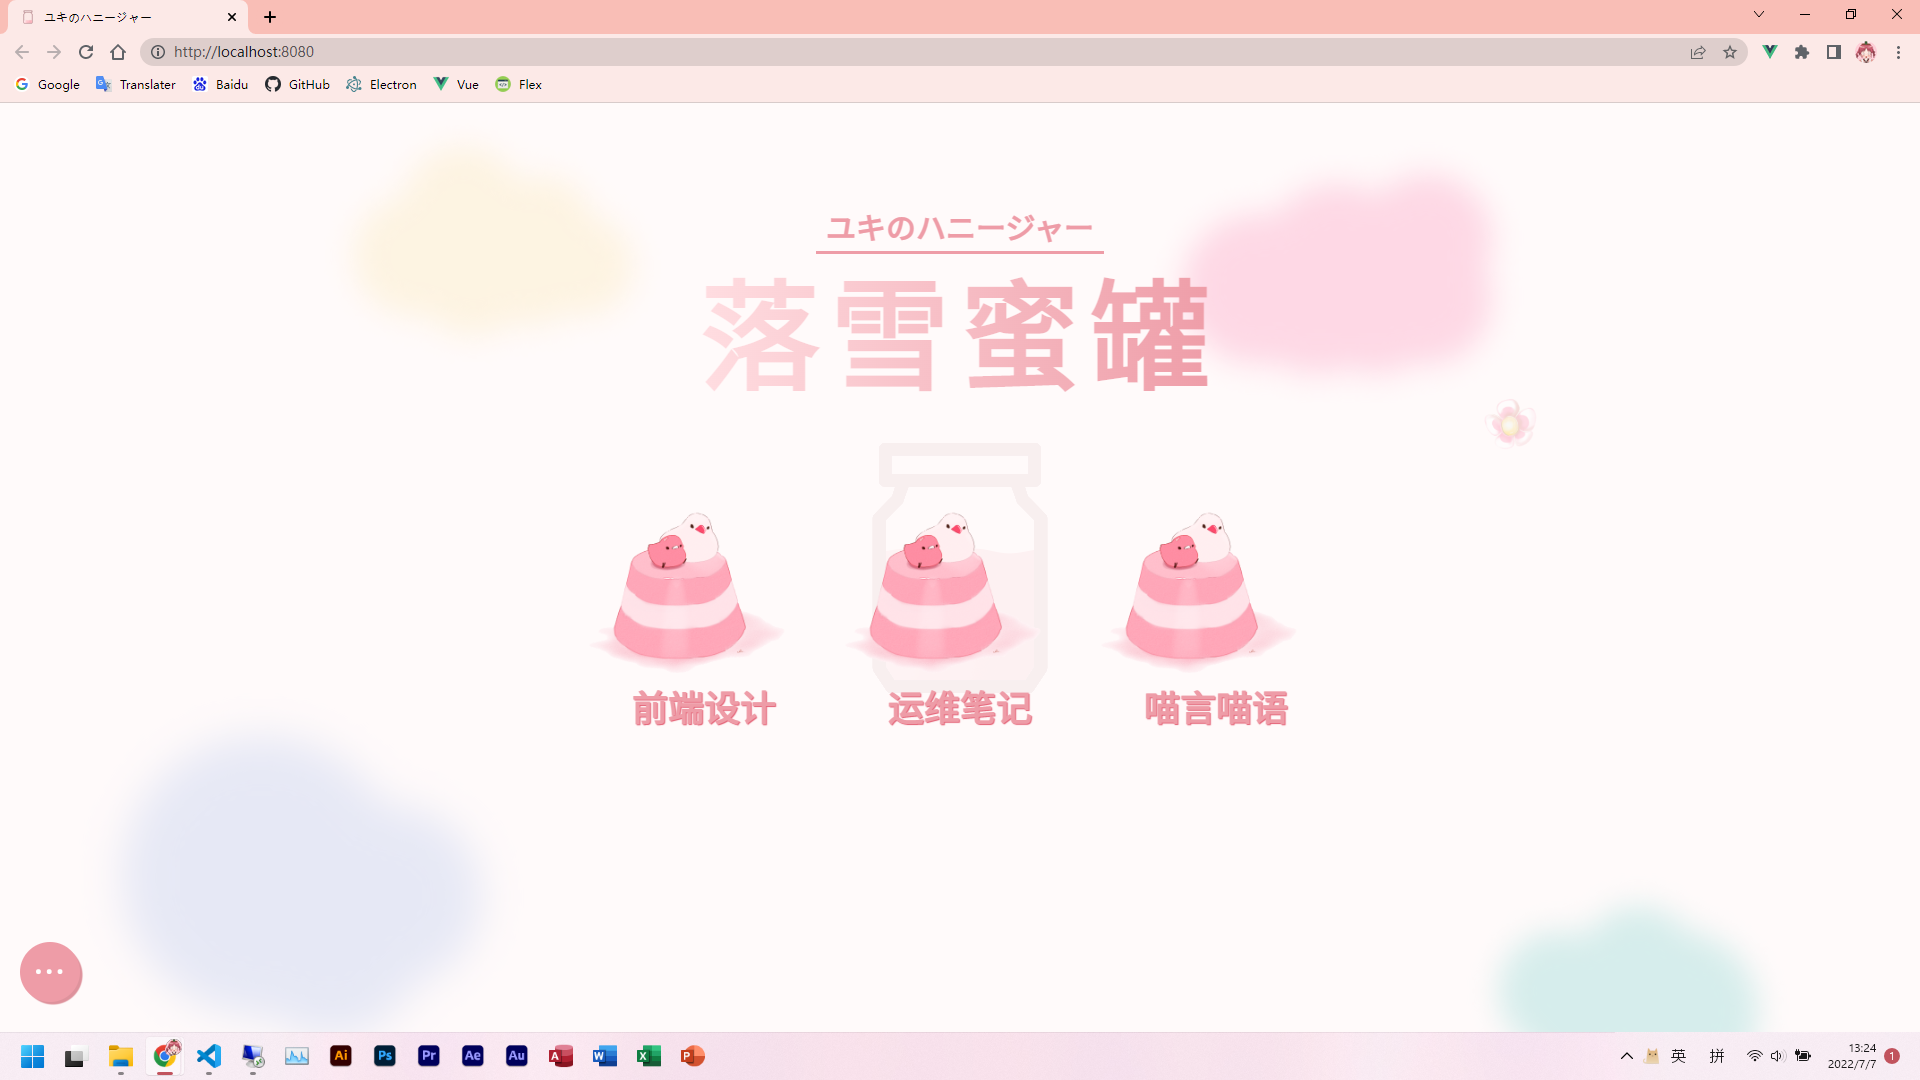 ユキのハニージャー
http://localhost:8080
Google Translater Baidu GitHub Electron Vue Flex
ユキのハニージャー
落雪蜜罐
前端设计 运维笔记 喵言喵语
Ai Ps Pr Ae Au A W X P
英 拼 13:24
2022/7/7 1